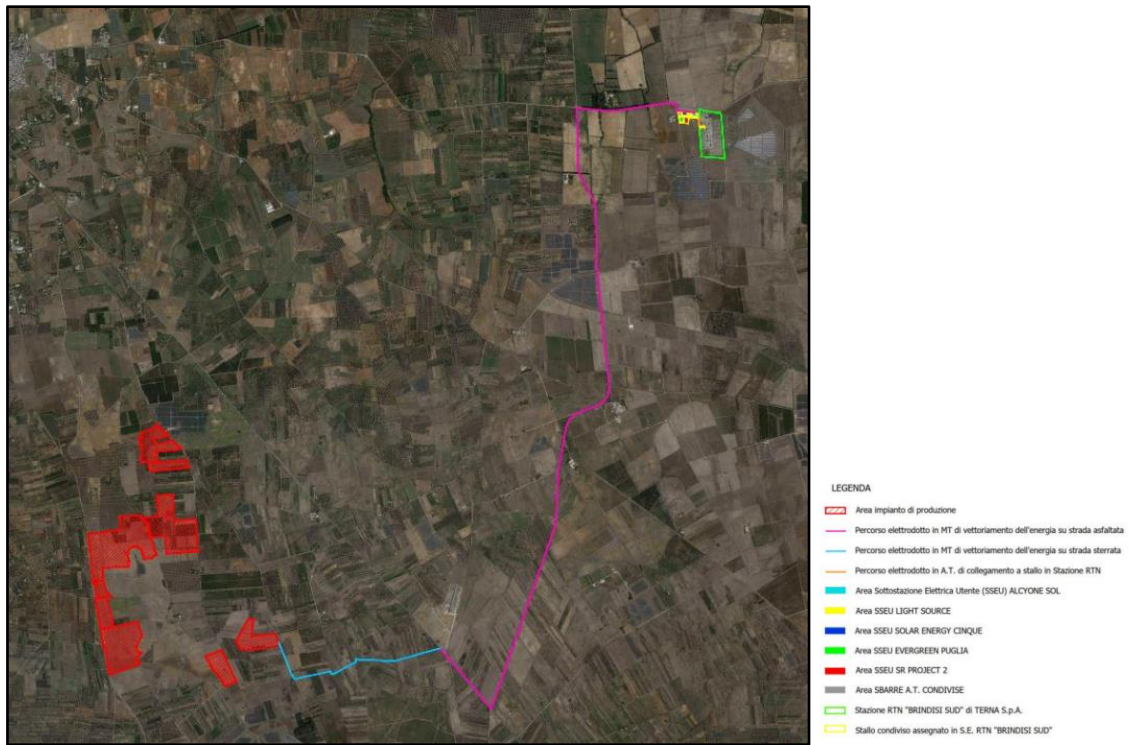 LEGENDA
Area impianto di produzione
Percorso elettrodotto in MT di vettoriamento dell'energia su strada asfaltata
Percorso elettrodotto in MT di vettoriamento dell'energia su strada sterrata
Percorso elettrodotto in A.T. di collegamento a stallo in Stazione RTN
Area Sottostazione Elettrica Utente (SSEU) ALCYONE SOL
Area SSEU LIGHT SOURCE
Area SSEU SOLAR ENERGY CINQUE
Area SSEU EVERGREEN PUGLIA
Area SSEU SR PROJECT 2
Area SBARRE A.T. CONDIVISE
Stazione RTN "BRINDISI SUD" di TERNA S.p.A.
Stallo condiviso assegnato in S.E. RTN "BRINDISI SUD"